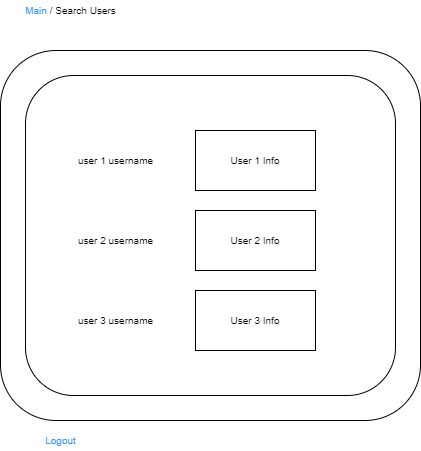 Main / Search Users
user 1 username
User 1 Info
user 2 username
User 2 Info
user 3 username
User 3 Info
Logout